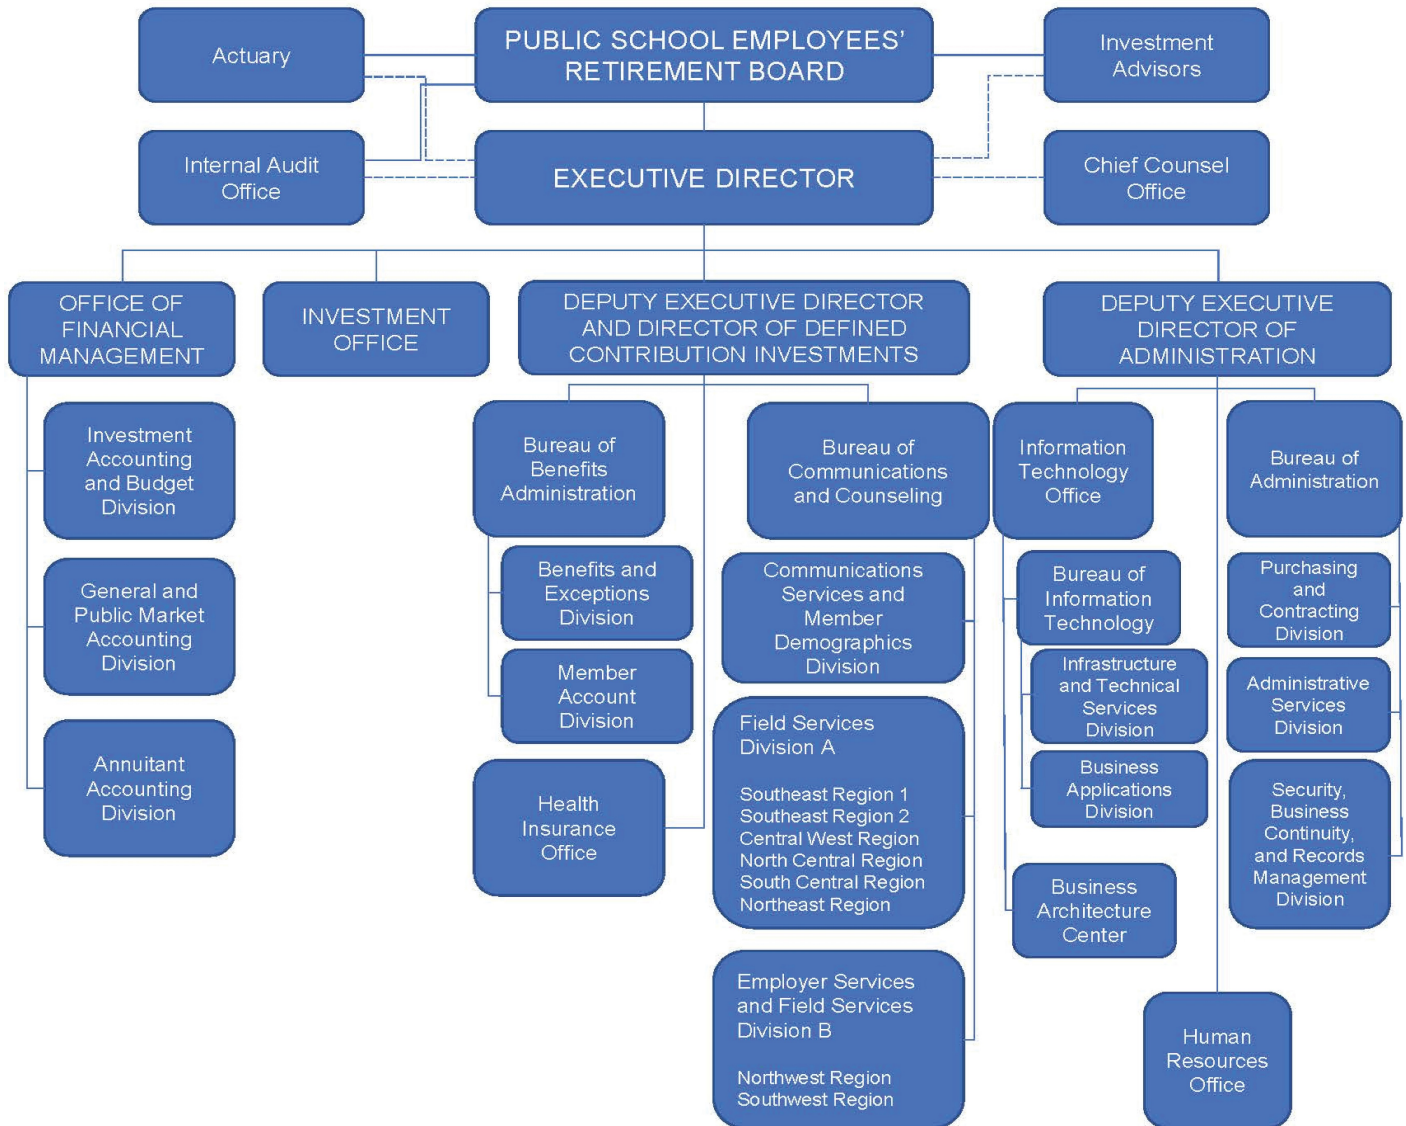 Actuary
PUBLIC SCHOOL EMPLOYEES’
RETIREMENT BOARD
Investment
Advisors
Internal Audit
Office
EXECUTIVE DIRECTOR
Chief Counsel
Office
OFFICE OF
FINANCIAL
MANAGEMENT
INVESTMENT
OFFICE
DEPUTY EXECUTIVE DIRECTOR
AND DIRECTOR OF DEFINED
CONTRIBUTION INVESTMENTS
DEPUTY EXECUTIVE
DIRECTOR OF
ADMINISTRATION
Investment
Accounting
and Budget
Division
General and
Public Market
Accounting
Division
Annuitant
Accounting
Division
Bureau of
Benefits
Administration
Benefits and
Exceptions
Division
Member
Account
Division
Health
Insurance
Office
Bureau of
Communications
and Counseling
Communications
Services and
Member
Demographics
Division
Field Services
Division A
Southeast Region 1
Southeast Region 2
Central West Region
North Central Region
South Central Region
Northeast Region
Employer Services
and Field Services
Division B
Northwest Region
Southwest Region
Information
Technology
Office
Bureau of
Information
Technology
Infrastructure
and Technical
Services
Division
Business
Applications
Division
Business
Architecture
Center
Bureau of
Administration
Purchasing
and
Contracting
Division
Administrative
Services
Division
Security,
Business
Continuity,
and Records
Management
Division
Human
Resources
Office